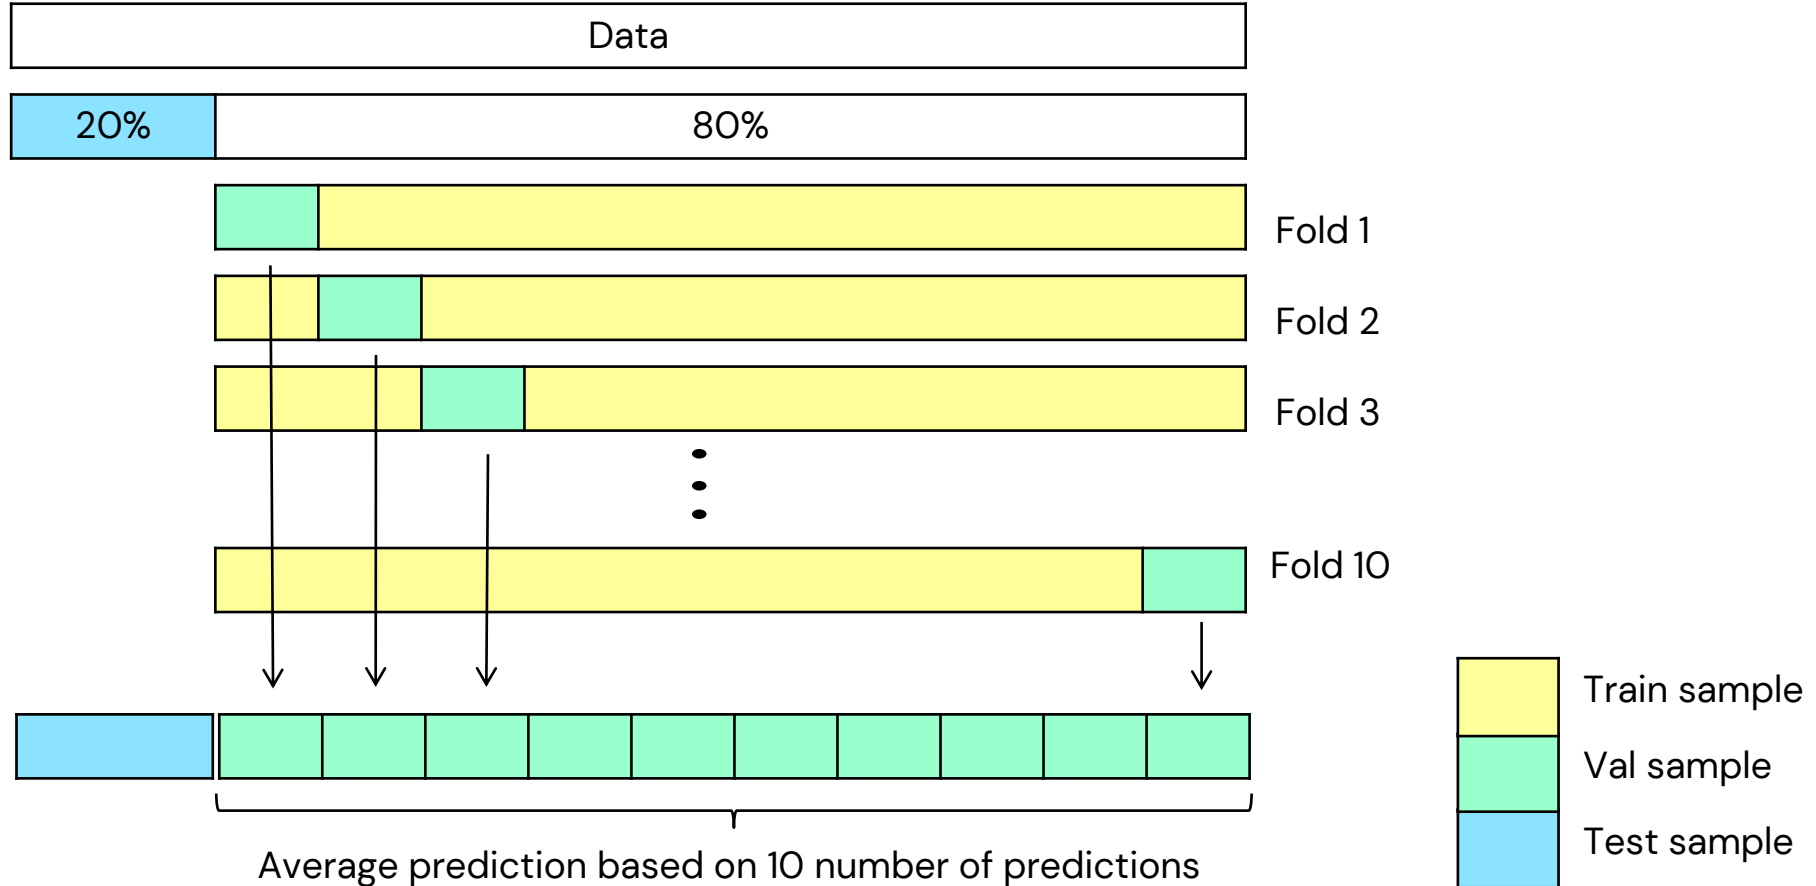 Data
20%
80%
Fold 1
Fold 2
Fold 3
Fold 10
Train sample
Val sample
Test sample
Average prediction based on 10 number of predictions